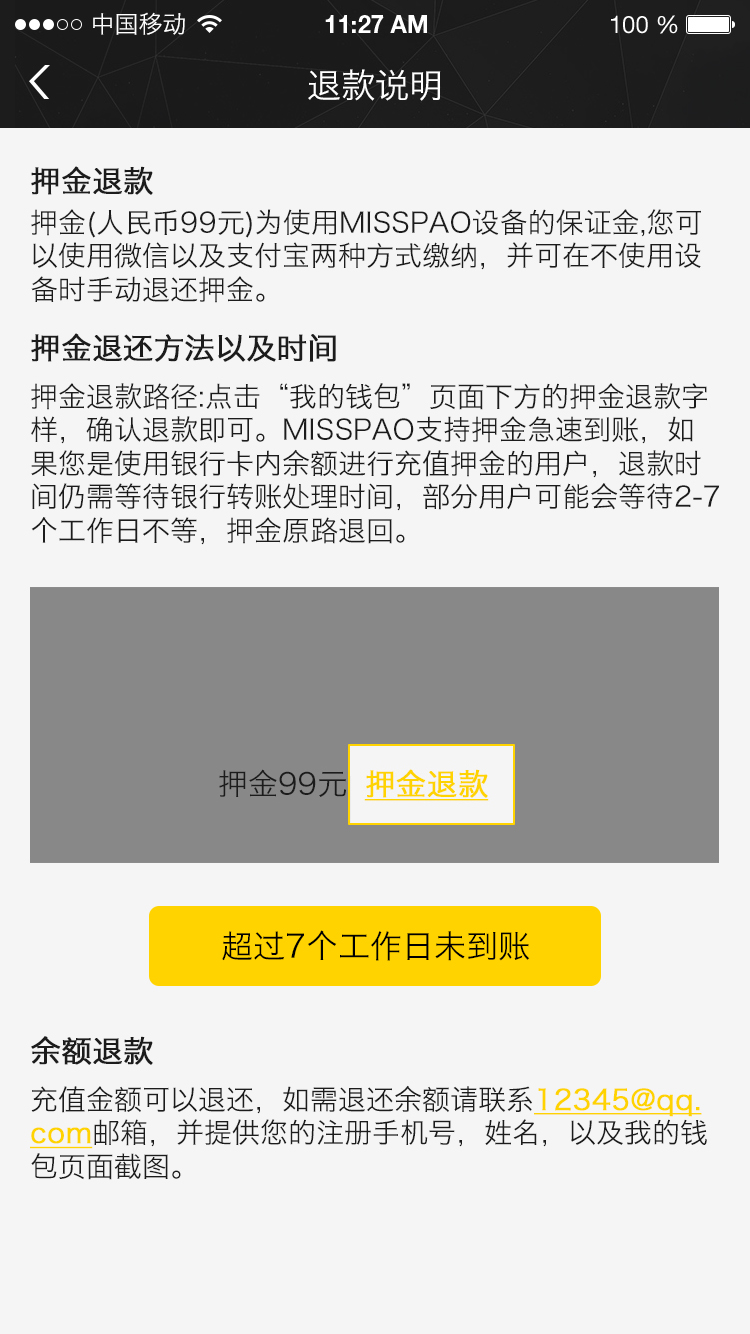 中国移动
11:27 AM
100 %
退款说明
押金退款
押金(人民币99元)为使用MISSPAO设备的保证金,您可
以使用微信以及支付宝两种方式缴纳，并可在不使用设
备时手动退还押金。
押金退还方法以及时间
押金退款路径:点击“我的钱包”页面下方的押金退款字
样，确认退款即可。MISSPAO支持押金急速到账，如
果您是使用银行卡内余额进行充值押金的用户，退款时
间仍需等待银行转账处理时间，部分用户可能会等待2-7
个工作日不等，押金原路退回。
押金99元 押金退款
超过7个工作日未到账
余额退款
充值金额可以退还，如需退还余额请联系12345@qq.
com邮箱，并提供您的注册手机号，姓名，以及我的钱
包页面截图。